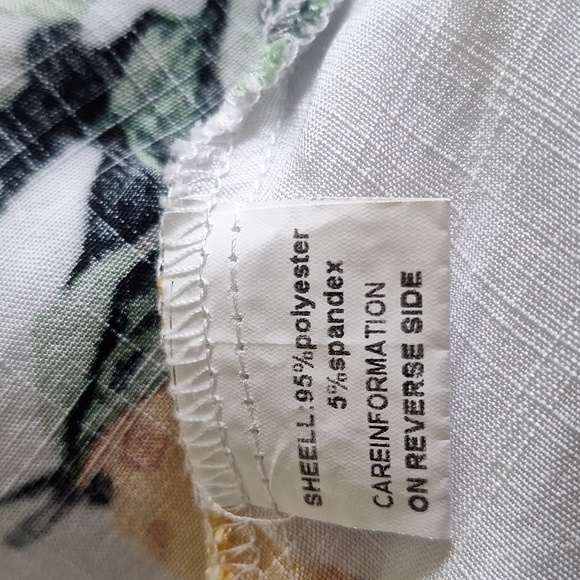 SHEELL:95%polyester
5%spandex
CAREINFORMATION
ON REVERSE SIDE